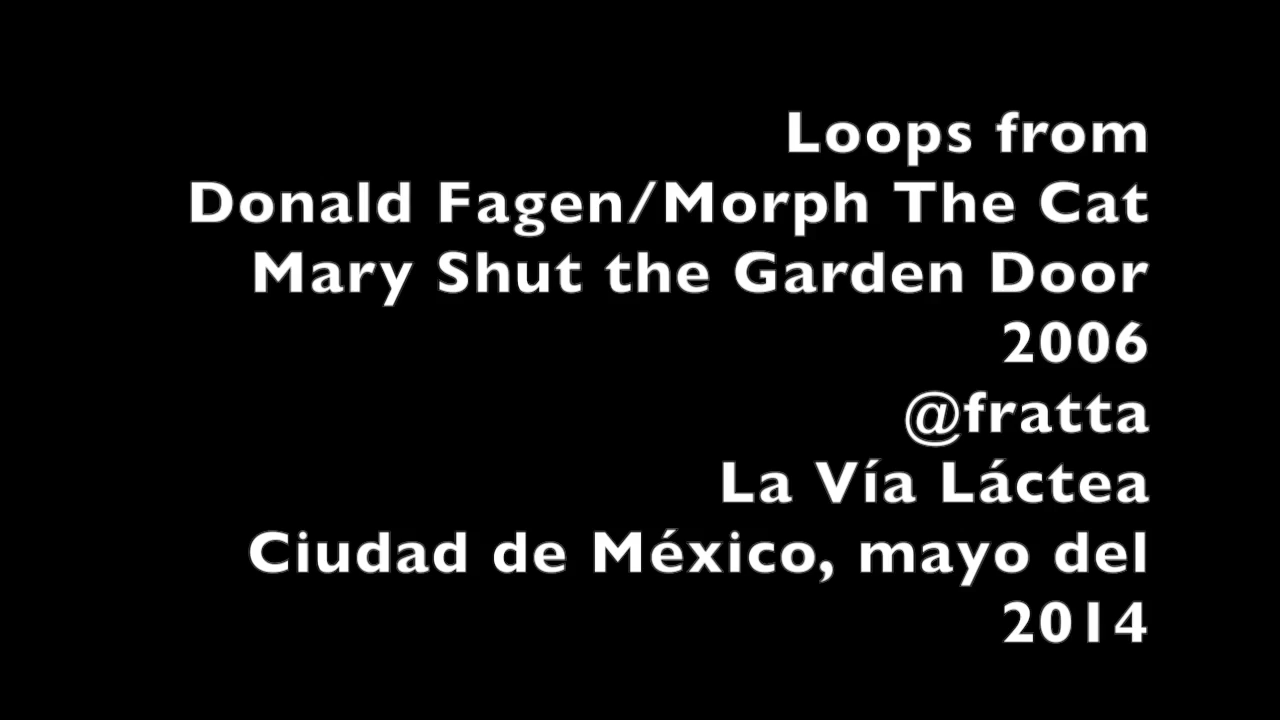 Loops from
Donald Fagen/Morph The Cat
Mary Shut the Garden Door
2006
@fratta
La Vía Láctea
Ciudad de México, mayo del
2014